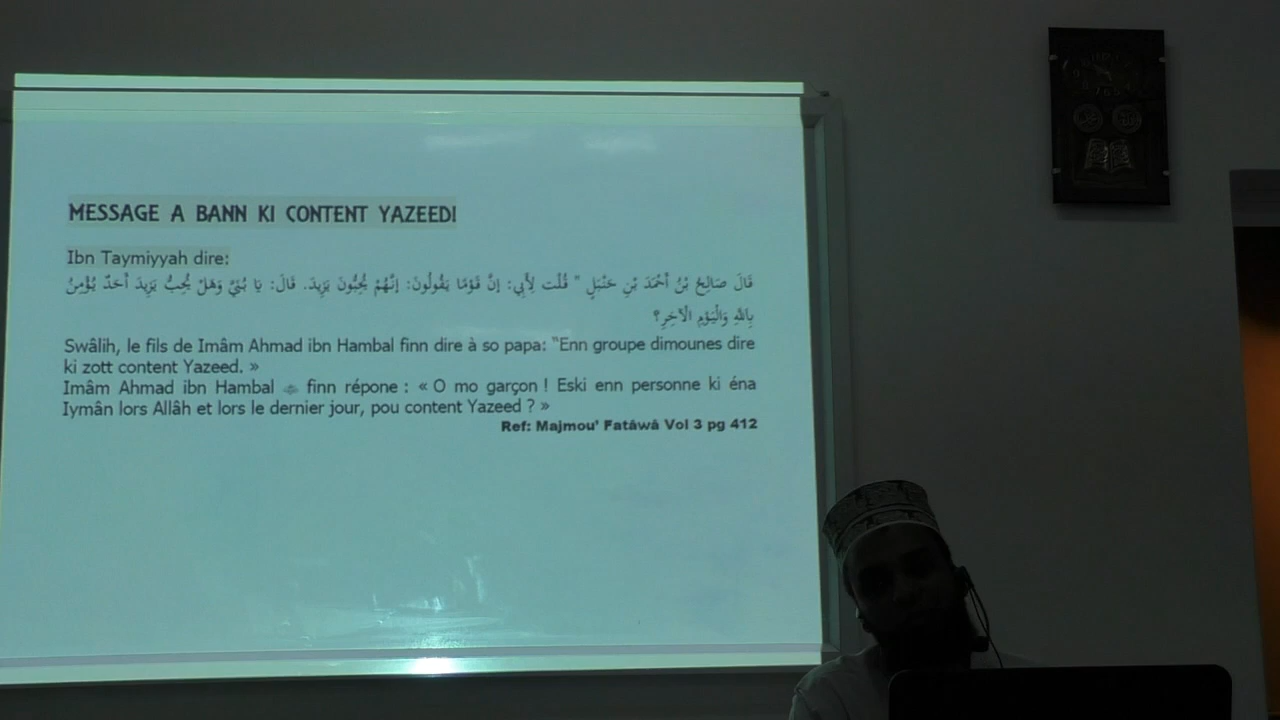 MESSAGE A BANN KI CONTENT YAZEED!
Ibn Taymiyyah dire:
قَالَ صَالِحُ بْنُ أَحْمَدَ بْنِ حَنْبَلٍ " قُلْت لِأَبِي: إنَّ قَوْمًا يَقُولُونَ: إنَّهُمْ يُحِبُّونَ يَزِيدَ. قَالَ: يَا بُنَيَّ وَهَلْ يُحِبُّ يَزِيدَ أَحَدٌ يُؤْمِنُ
بِاَللَّهِ وَالْيَوْمِ الْآخِرِ؟
Swâlih, le fils de Imâm Ahmad ibn Hambal finn dire à so papa: "Enn groupe dimounes dire
ki zott content Yazeed. »
Imâm Ahmad ibn Hambal finn répone : « O mo garçon ! Eski enn personne ki éna
Iymân lors Allâh et lors le dernier jour, pou content Yazeed ? »
Ref: Majmou' Fatâwâ Vol 3 pg 412